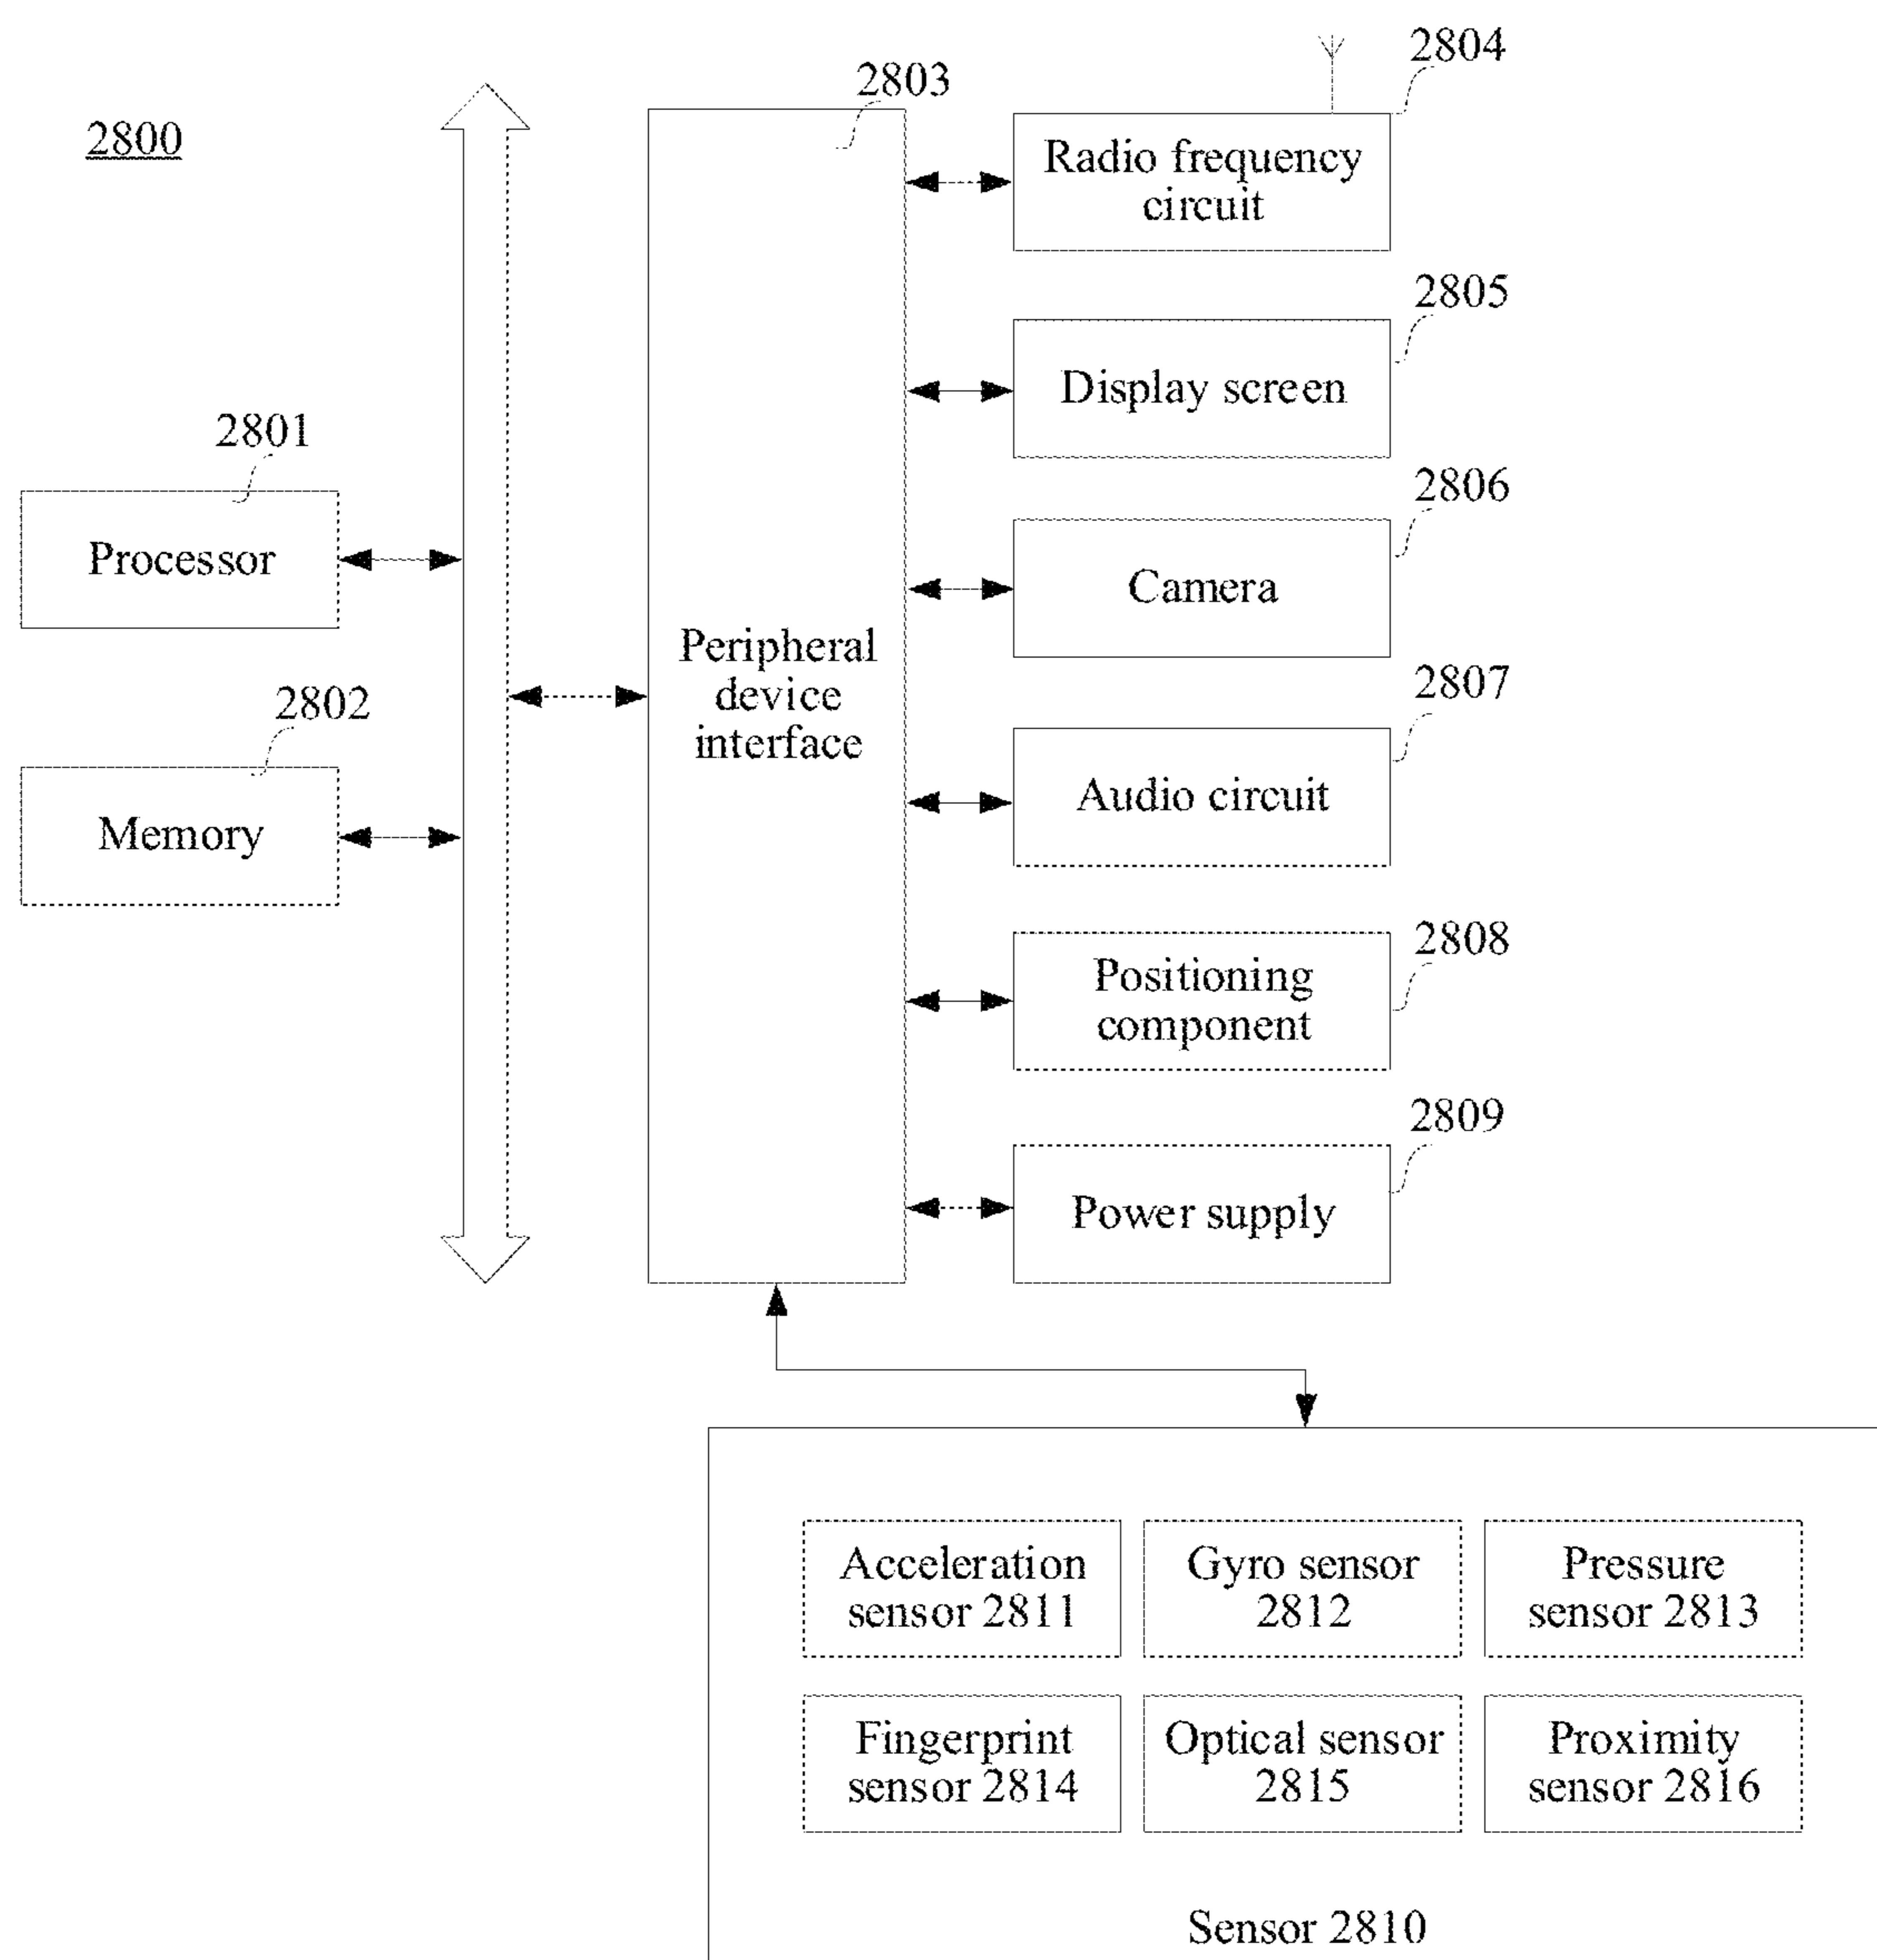 2800
2803
2804
Radio frequency
circuit
2805
Display screen
2801
Processor
2806
Camera
Peripheral
device
interface
2802
Memory
2807
Audio circuit
2808
Positioning
component
2809
Power supply
Acceleration
sensor 2811
Gyro sensor
2812
Pressure
sensor 2813
Fingerprint
sensor 2814
Optical sensor
2815
Proximity
sensor 2816
Sensor 2810